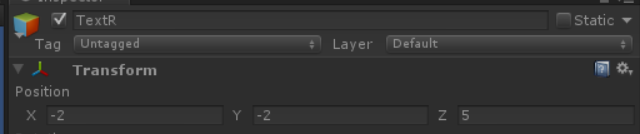 TextR Static
Tag Untagged Layer Default
Transform
Position
X -2 Y -2 Z 5